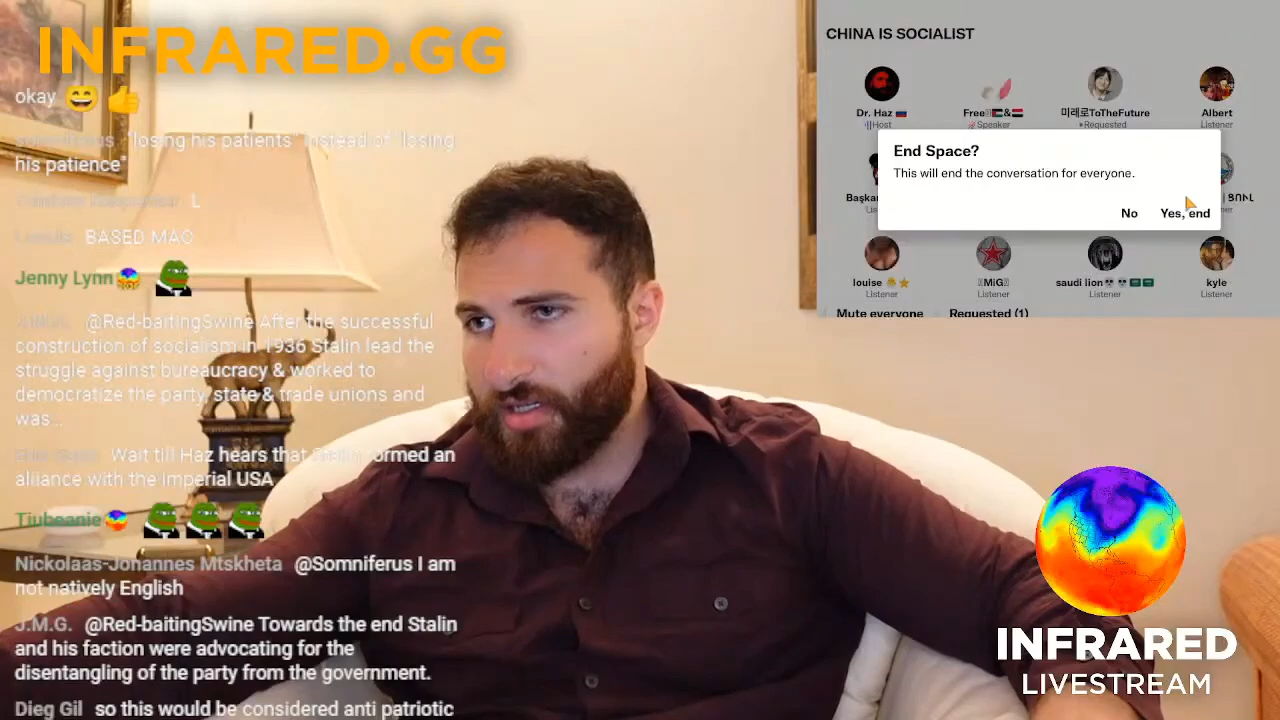 INFRARED.GG
okay
"losing his patients" instead of "losing
his patience"
L
BASED MAO
Jenny Lynn
@Red-baitingSwine After the successful
construction of socialism in 1936 Stalin lead the
struggle against bureaucracy & worked to
democratize the party, state & trade unions and
was...
Wait till Haz hears that Stalin formed an
alliance with the imperial USA
Tiubeanie
Nickolaas-Johannes Mtskheta @Somniferus I am
not natively English
J.M.G. @Red-baitingSwine Towards the end Stalin
and his faction were advocating for the
disentangling of the party from the government.
Dieg Gil so this would be considered anti patriotic
CHINA IS SOCIALIST
Dr. Haz
Host
Free
&
Speaker
미래로ToTheFuture
Requested
Albert
Listener
End Space?
This will end the conversation for everyone.
No
Yes, end
Başkan
louise
Listener
MiG
Listener
saudi lion
Listener
kyle
Listener
Mute everyone
Requested (1)
INFRARED
LIVESTREAM